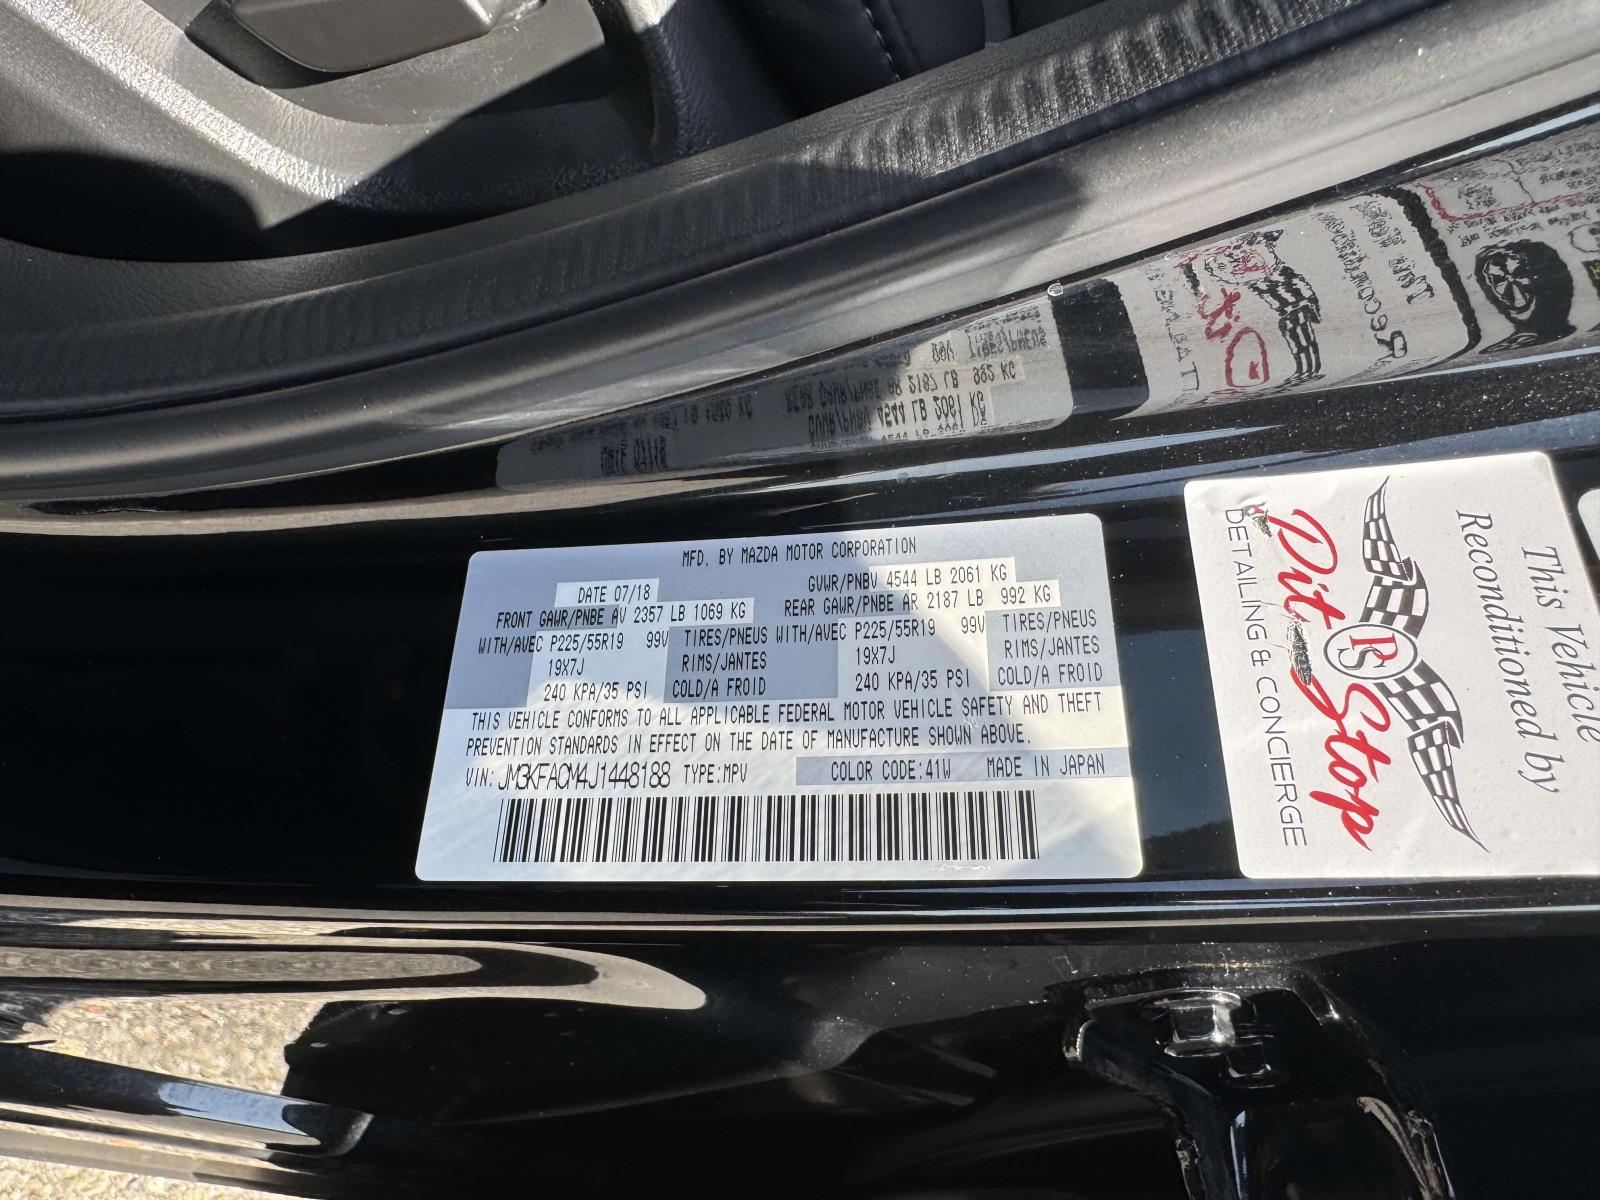 MFD. BY MAZDA MOTOR CORPORATION
DATE 07/18
GVWR/PNBV 4544 LB 2061 KG
FRONT GAWR/PNBE AV 2357 LB 1069 KG
REAR GAWR/PNBE AR 2187 LB 992 KG
WITH/AVEC P225/55R19 99V TIRES/PNEUS WITH/AVEC P225/55R19 99V TIRES/PNEUS
19X7J RIMS/JANTES 19X7J RIMS/JANTES
240 KPA/35 PSI COLD/A FROID 240 KPA/35 PSI COLD/A FROID
THIS VEHICLE CONFORMS TO ALL APPLICABLE FEDERAL MOTOR VEHICLE SAFETY AND THEFT
PREVENTION STANDARDS IN EFFECT ON THE DATE OF MANUFACTURE SHOWN ABOVE.
VIN: JM3KFACM4J1448188 TYPE:MPV COLOR CODE:41W MADE IN JAPAN
This Vehicle
Reconditioned by
PS
Pit Stop
DETAILING & CONCIERGE